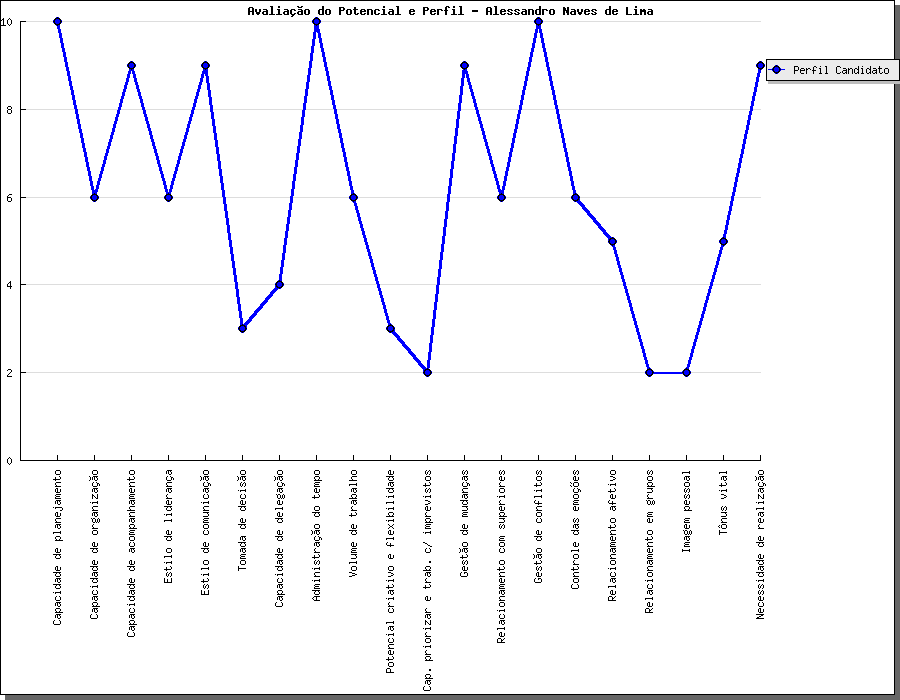 Avaliação do Potencial e Perfil - Alessandro Naves de Lima
10
8
6
4
2
0
Perfil Candidato
Capacidade de planejamento
Capacidade de organização
Capacidade de acompanhamento
Estilo de liderança
Estilo de comunicação
Tomada de decisão
Capacidade de delegação
Administração do tempo
Volume de trabalho
Potencial criativo e flexibilidade
Cap. priorizar e trab. c/ imprevistos
Gestão de mudanças
Relacionamento com superiores
Gestão de conflitos
Controle das emoções
Relacionamento afetivo
Relacionamento em grupos
Imagem pessoal
Tônus vital
Necessidade de realização